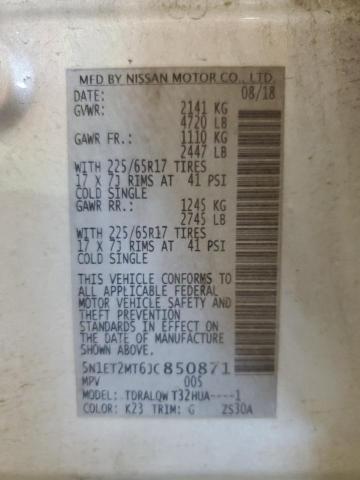 MFD BY NISSAN MOTOR CO., LTD.
DATE: 08/18
GVWR: 2141 KG
4720 LB
GAWR FR.: 1110 KG
2447 LB
WITH 225/65R17 TIRES
17 X 7J RIMS AT 41 PSI
COLD SINGLE
GAWR RR.: 1245 KG
2745 LB
WITH 225/65R17 TIRES
17 X 7J RIMS AT 41 PSI
COLD SINGLE
THIS VEHICLE CONFORMS TO
ALL APPLICABLE FEDERAL
MOTOR VEHICLE SAFETY AND
THEFT PREVENTION
STANDARDS IN EFFECT ON
THE DATE OF MANUFACTURE
SHOWN ABOVE.
5N1ET2MT6JC850871
MPV 005
MODEL: TDRALQW T32HUA----1
COLOR: K23 TRIM: G ZS30A